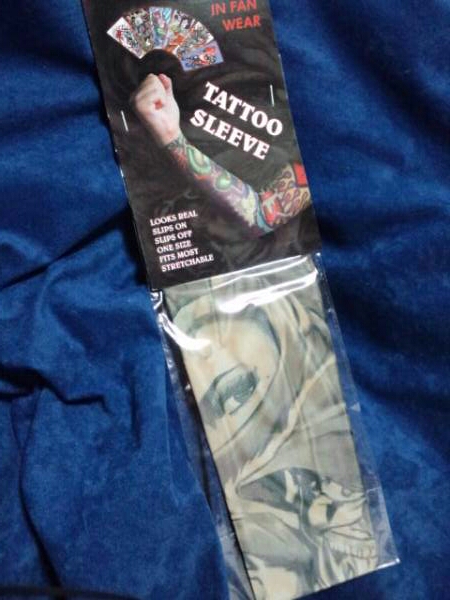 IN FAN
WEAR
TATTOO
SLEEVE
LOOKS REAL
SLIPS ON
SLIPS OFF
ONE SIZE
FITS MOST
STRETCHABLE